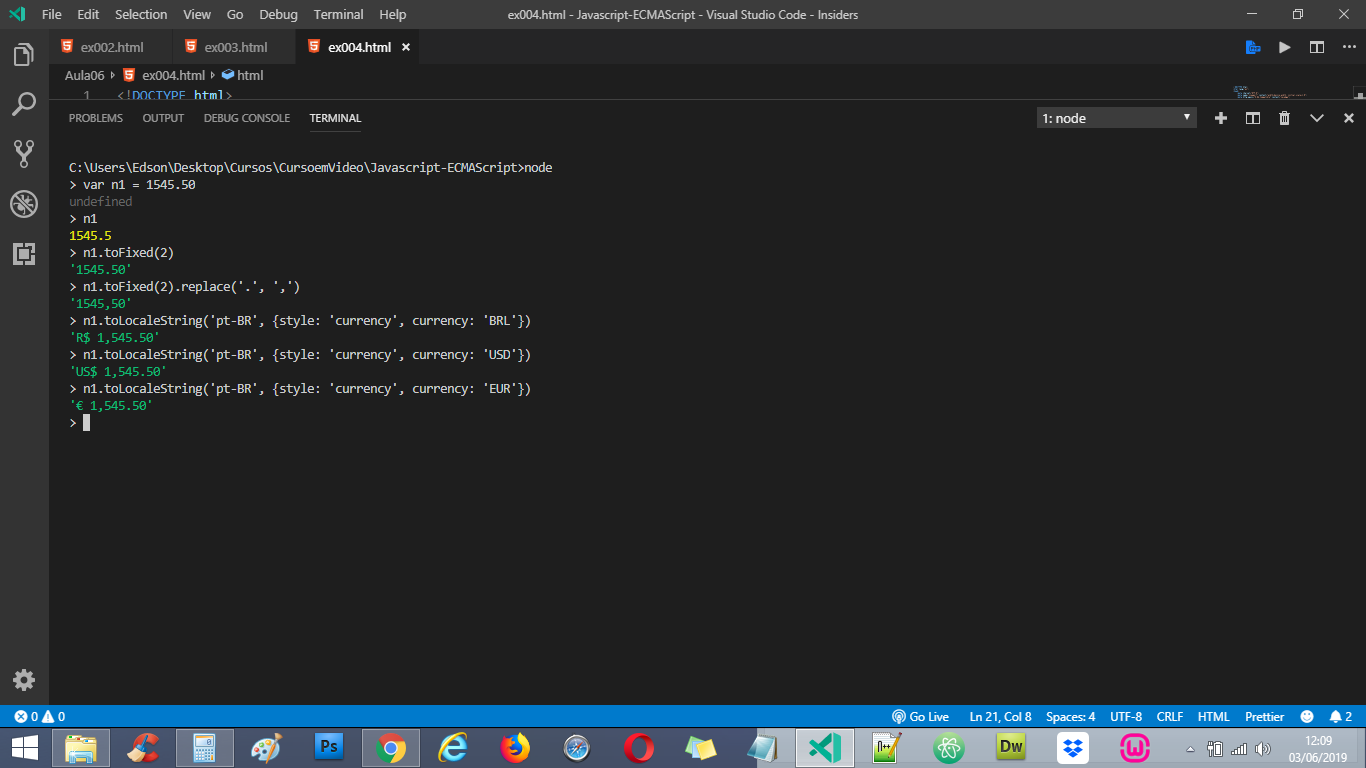 File Edit Selection View Go Debug Terminal Help
ex004.html - Javascript-ECMAScript - Visual Studio Code - Insiders
ex002.html ex003.html ex004.html
Aula06 ex004.html html
1 <!DOCTYPE html>
PROBLEMS OUTPUT DEBUG CONSOLE TERMINAL
1: node
C:\Users\Edson\Desktop\Cursos\CursoemVideo\Javascript-ECMAScript>node
> var n1 = 1545.50
undefined
> n1
1545.5
> n1.toFixed(2)
'1545.50'
> n1.toFixed(2).replace('.', ',')
'1545,50'
> n1.toLocaleString('pt-BR', {style: 'currency', currency: 'BRL'})
'R$ 1,545.50'
> n1.toLocaleString('pt-BR', {style: 'currency', currency: 'USD'})
'US$ 1,545.50'
> n1.toLocaleString('pt-BR', {style: 'currency', currency: 'EUR'})
'€ 1,545.50'
>
0 0 Go Live Ln 21, Col 8 Spaces: 4 UTF-8 CRLF HTML Prettier 2
Ps Dw
12:09
03/06/2019